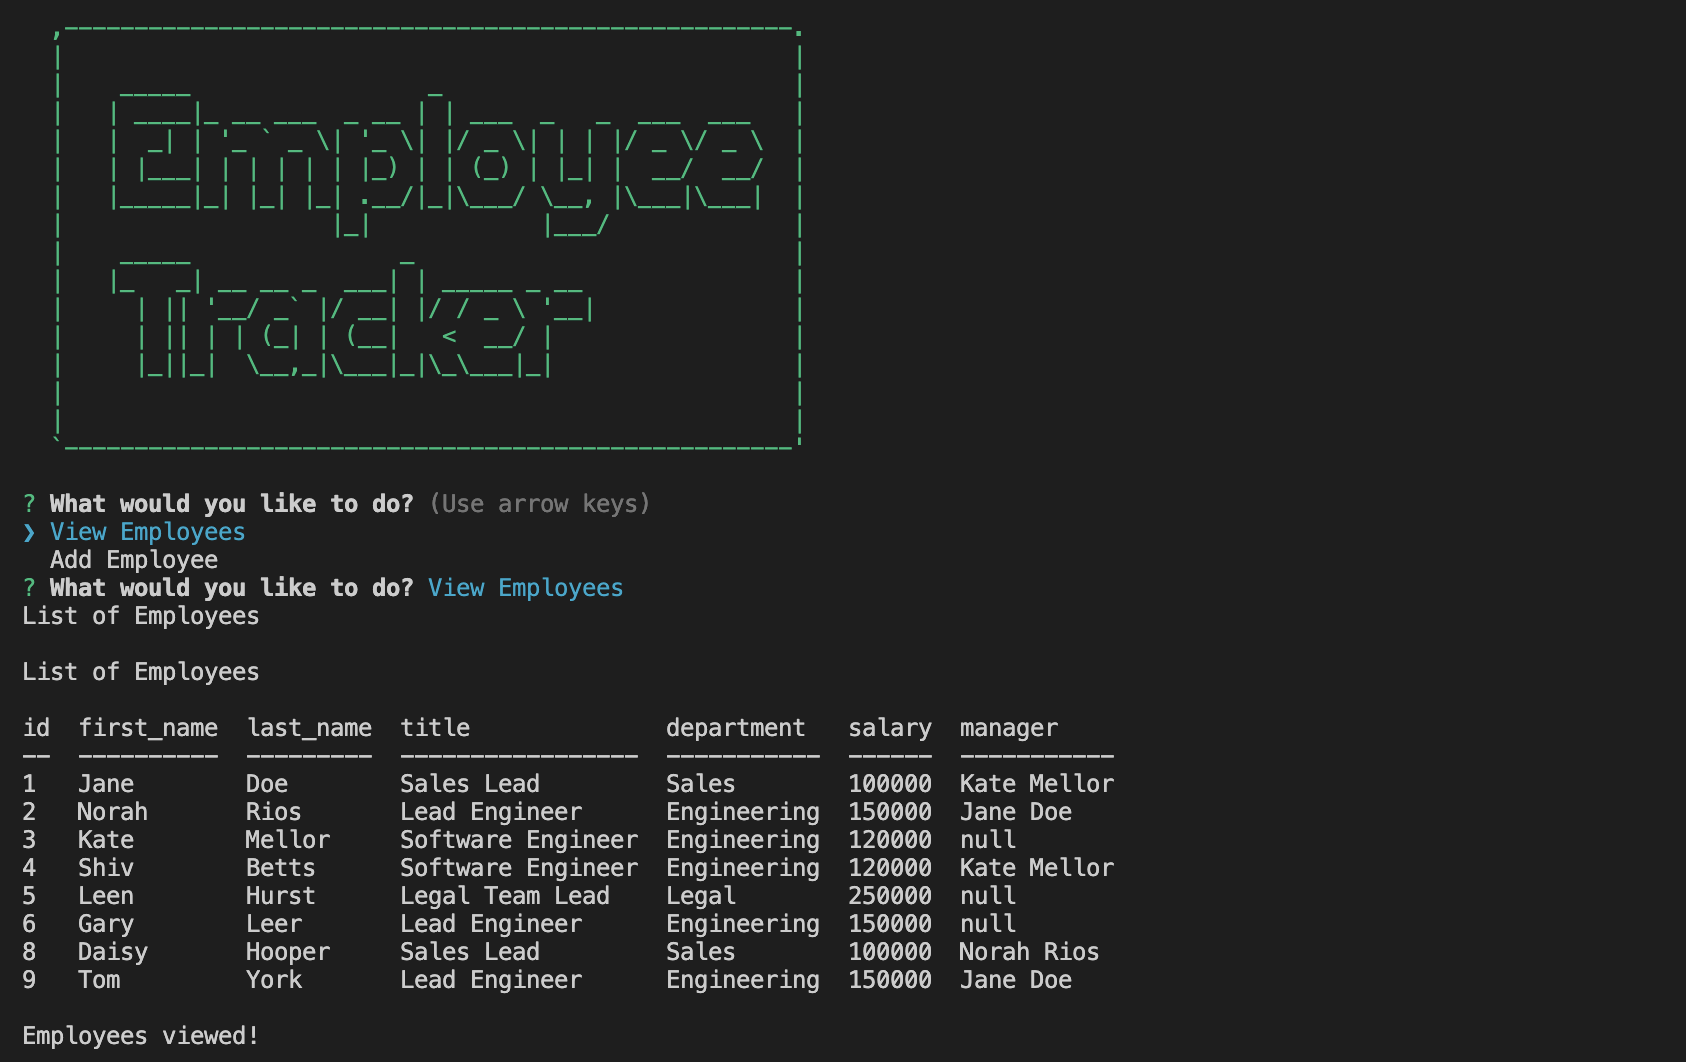 Employee
Tracker
? What would you like to do? (Use arrow keys)
❯ View Employees
  Add Employee
? What would you like to do? View Employees
List of Employees

List of Employees

id  first_name  last_name  title              department   salary  manager
--  ----------  ---------  -----------------  -----------  ------  -----------
1   Jane        Doe        Sales Lead         Sales        100000  Kate Mellor
2   Norah       Rios       Lead Engineer      Engineering  150000  Jane Doe
3   Kate        Mellor     Software Engineer  Engineering  120000  null
4   Shiv        Betts      Software Engineer  Engineering  120000  Kate Mellor
5   Leen        Hurst      Legal Team Lead    Legal        250000  null
6   Gary        Leer       Lead Engineer      Engineering  150000  null
8   Daisy       Hooper     Sales Lead         Sales        100000  Norah Rios
9   Tom         York       Lead Engineer      Engineering  150000  Jane Doe

Employees viewed!